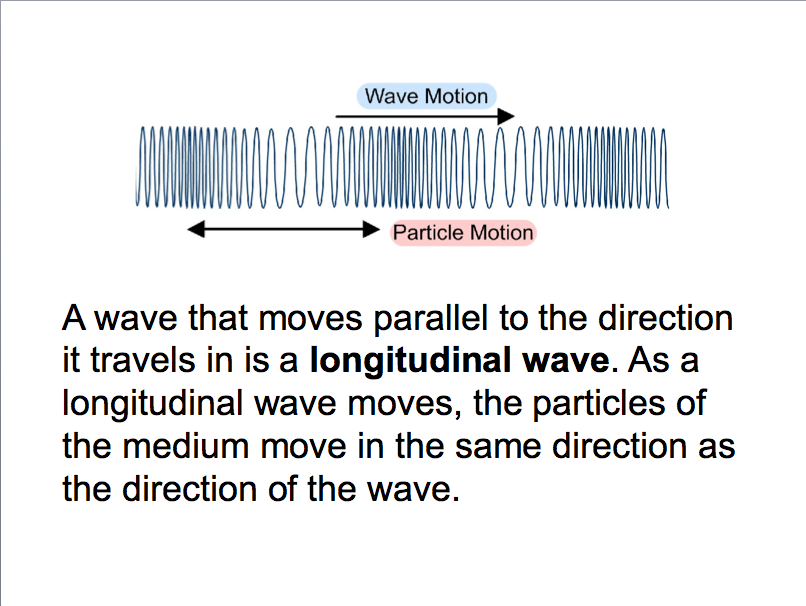 Wave Motion
Particle Motion
A wave that moves parallel to the direction
it travels in is a longitudinal wave. As a
longitudinal wave moves, the particles of
the medium move in the same direction as
the direction of the wave.